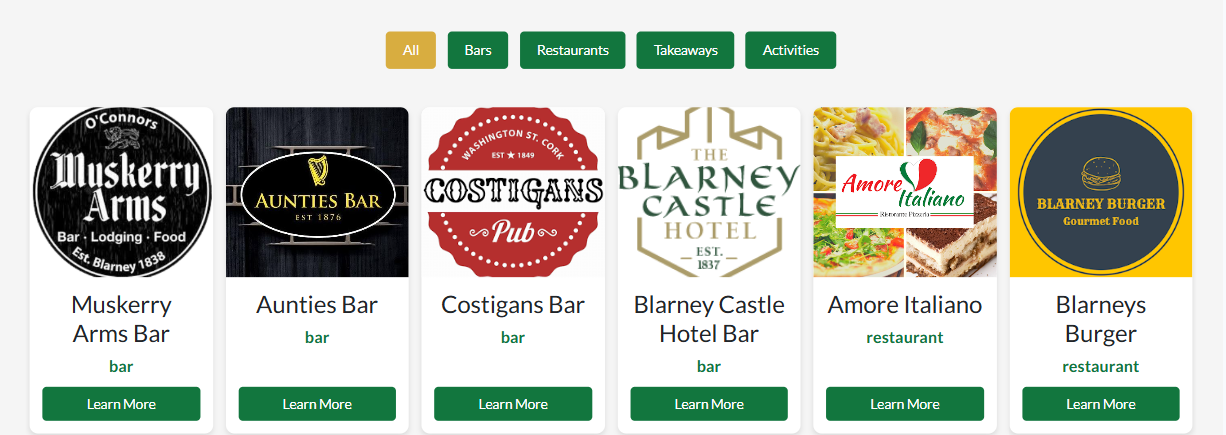 All
Bars
Restaurants
Takeaways
Activities
O'Connors
Muskerry
Arms
Bar · Lodging · Food
Est. Blarney 1838
AUNTIES BAR
EST 1876
WASHINGTON ST. CORK
EST ★ 1849
COSTIGANS
Pub
THE
BLARNEY
CASTLE
HOTEL
EST.
1837
Amore
Italiano
Ristorante Pizzeria
BLARNEY BURGER
Gourmet Food
Muskerry
Arms Bar
bar
Learn More
Aunties Bar
bar
Learn More
Costigans Bar
bar
Learn More
Blarney Castle
Hotel Bar
bar
Learn More
Amore Italiano
restaurant
Learn More
Blarneys
Burger
restaurant
Learn More